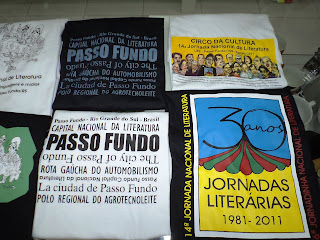 Passo Fundo - Rio Grande do Sul - Brasil
CAPITAL NACIONAL DA LITERATURA
PASSO FUNDO
The city of Passo Fundo
ROTA GAÚCHA DO AUTOMOBILISMO
La ciudad de Passo Fundo
POLO REGIONAL DO AGROTECNOLEITE
CIRCO DA CULTURA
14ª Jornada Nacional de Literatura
de Literatura
Passo Fundo - Rio Grande do Sul - Brasil
CAPITAL NACIONAL DA LITERATURA
PASSO FUNDO
The city of Passo Fundo
ROTA GAÚCHA DO AUTOMOBILISMO
La ciudad de Passo Fundo
POLO REGIONAL DO AGROTECNOLEITE
14ª JORNADA NACIONAL DE LITERATURA
30 anos
JORNADAS
LITERÁRIAS
1981-2011